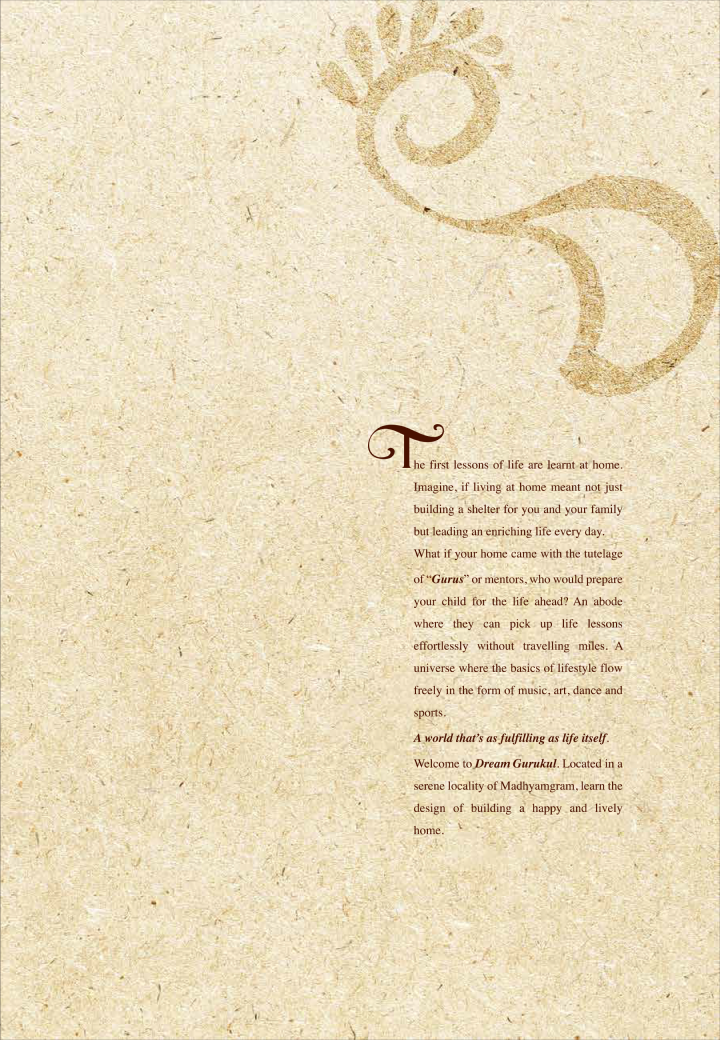 The first lessons of life are learnt at home.
Imagine, if living at home meant not just
building a shelter for you and your family
but leading an enriching life every day.
What if your home came with the tutelage
of “Gurus” or mentors, who would prepare
your child for the life ahead? An abode
where they can pick up life lessons
effortlessly without travelling miles. A
universe where the basics of lifestyle flow
freely in the form of music, art, dance and
sports.
A world that’s as fulfilling as life itself.
Welcome to Dream Gurukul. Located in a
serene locality of Madhyamgram, learn the
design of building a happy and lively
home.